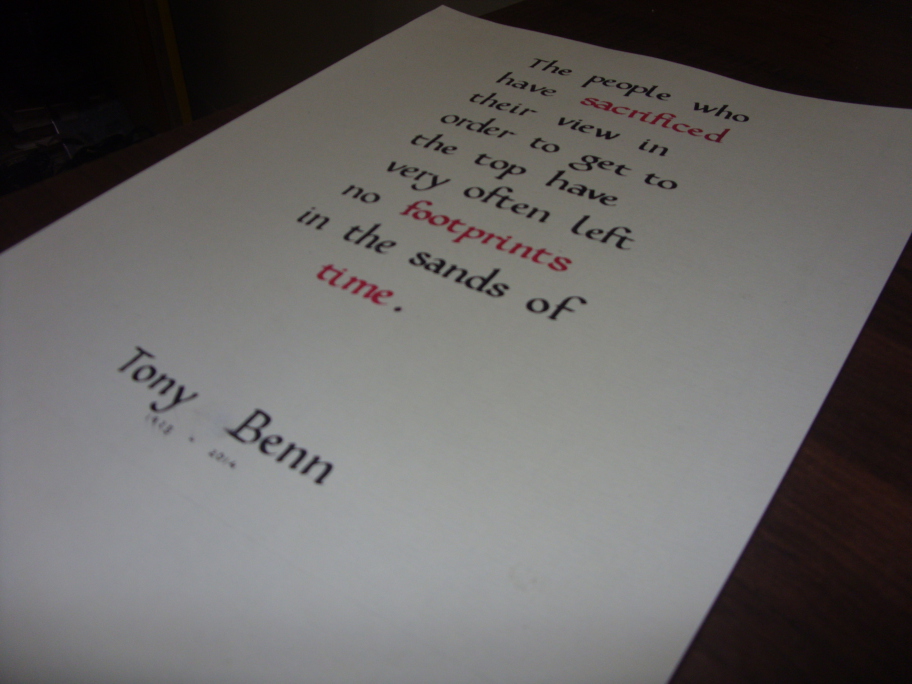 The people who
have sacrificed
their view in
order to get to
the top have
very often left
no footprints
in the sands of
time.
Tony Benn
1925 - 2014